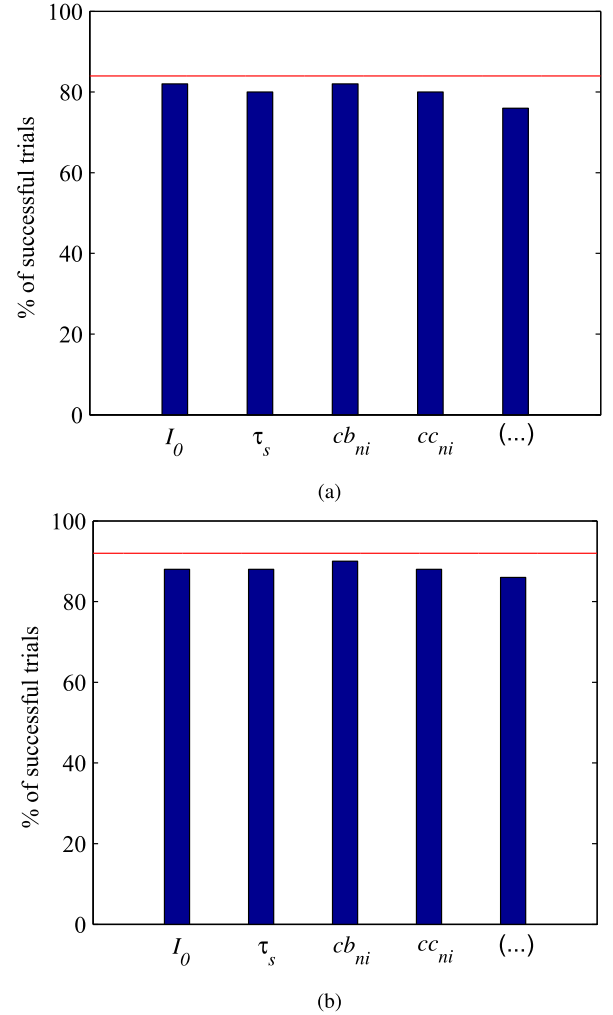 100
80
60
40
20
0
% of successful trials
I0 τs cbni ccni (...)
(a)
100
80
60
40
20
0
% of successful trials
I0 τs cbni ccni (...)
(b)